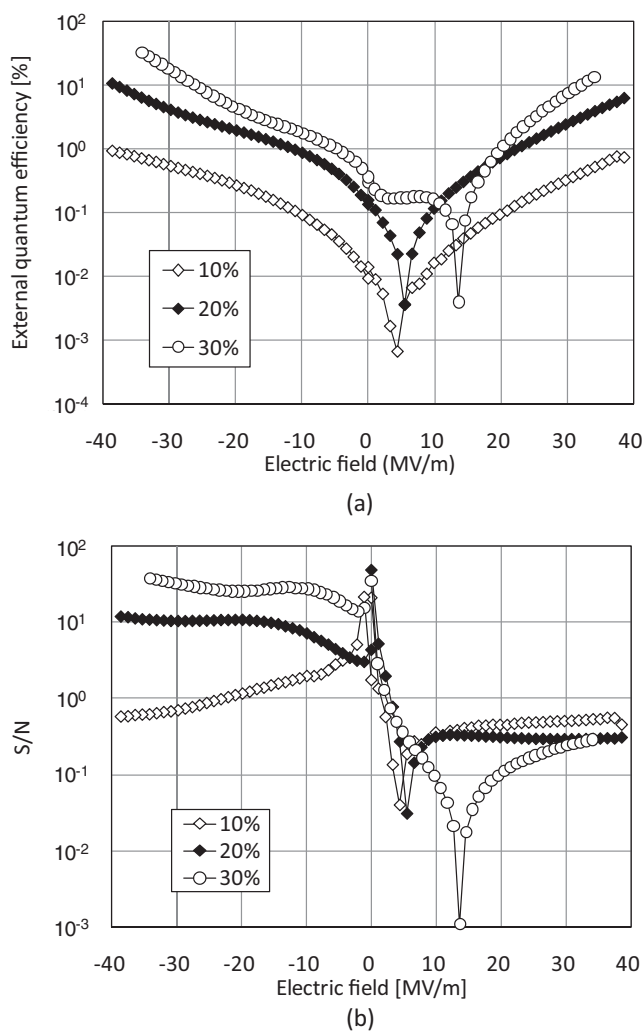 External quantum efficiency [%]
10²
10¹
10⁰
10⁻¹
10⁻²
10⁻³
10⁻⁴
10%
20%
30%
-40 -30 -20 -10 0 10 20 30 40
Electric field (MV/m)
(a)
S/N
10²
10¹
10⁰
10⁻¹
10⁻²
10⁻³
10%
20%
30%
-40 -30 -20 -10 0 10 20 30 40
Electric field [MV/m]
(b)